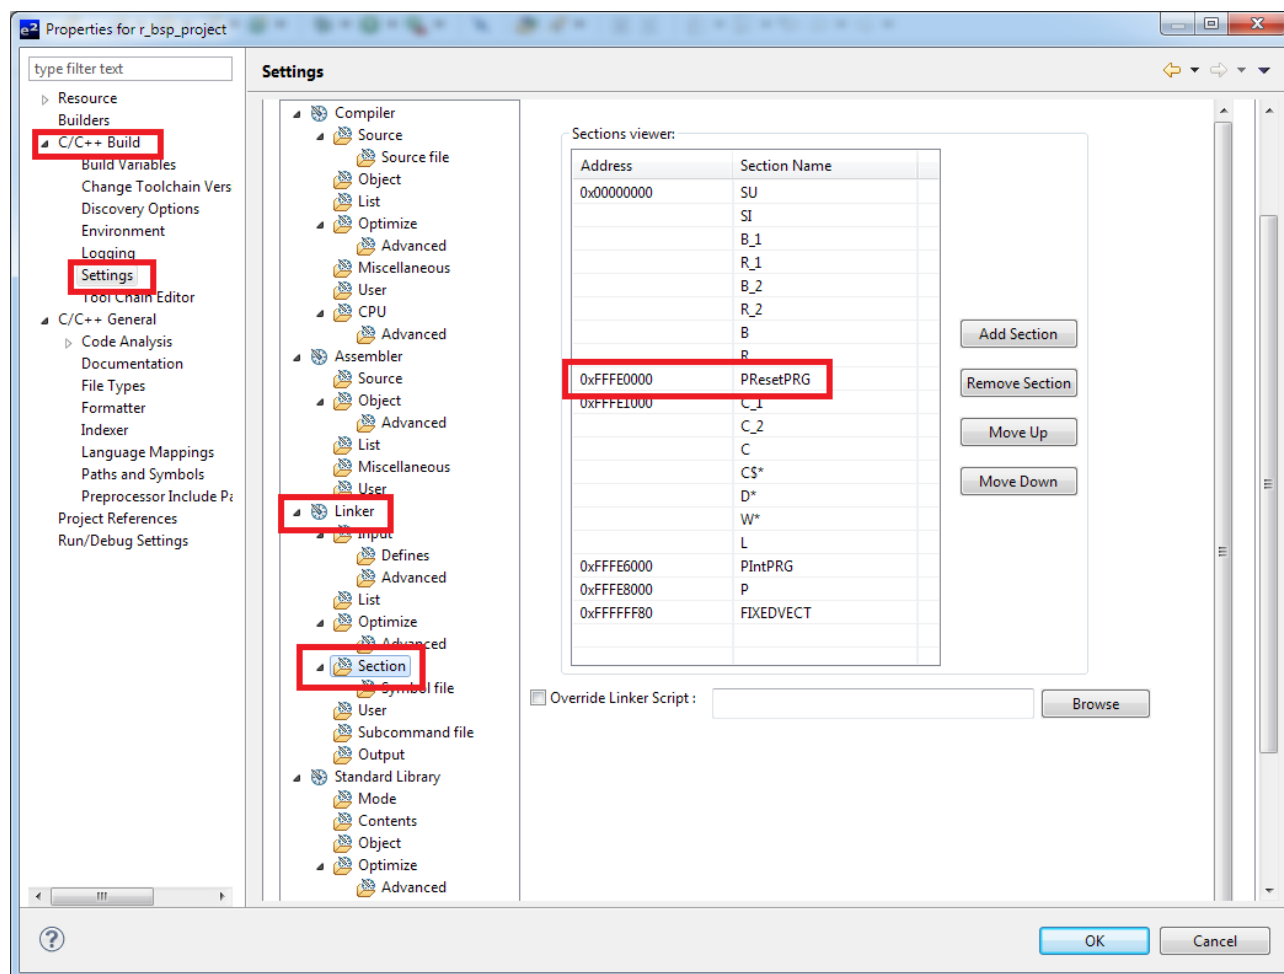 e² Properties for r_bsp_project
type filter text
Resource
Builders
C/C++ Build
Build Variables
Change Toolchain Vers
Discovery Options
Environment
Logging
Settings
Tool Chain Editor
C/C++ General
Code Analysis
Documentation
File Types
Formatter
Indexer
Language Mappings
Paths and Symbols
Preprocessor Include Pa
Project References
Run/Debug Settings
Settings
Compiler
Source
Source file
Object
List
Optimize
Advanced
Miscellaneous
User
CPU
Advanced
Assembler
Source
Object
Advanced
List
Miscellaneous
User
Linker
Input
Defines
Advanced
List
Optimize
Advanced
Section
Symbol file
User
Subcommand file
Output
Standard Library
Mode
Contents
Object
Optimize
Advanced
Sections viewer:
Address Section Name
0x00000000 SU
SI
B_1
R_1
B_2
R_2
B
R
0xFFFE0000 PResetPRG
0xFFFE1000 C_1
C_2
C
C$*
D*
W*
L
0xFFFE6000 PIntPRG
0xFFFE8000 P
0xFFFFFF80 FIXEDVECT
Add Section
Remove Section
Move Up
Move Down
Override Linker Script :
Browse
OK
Cancel